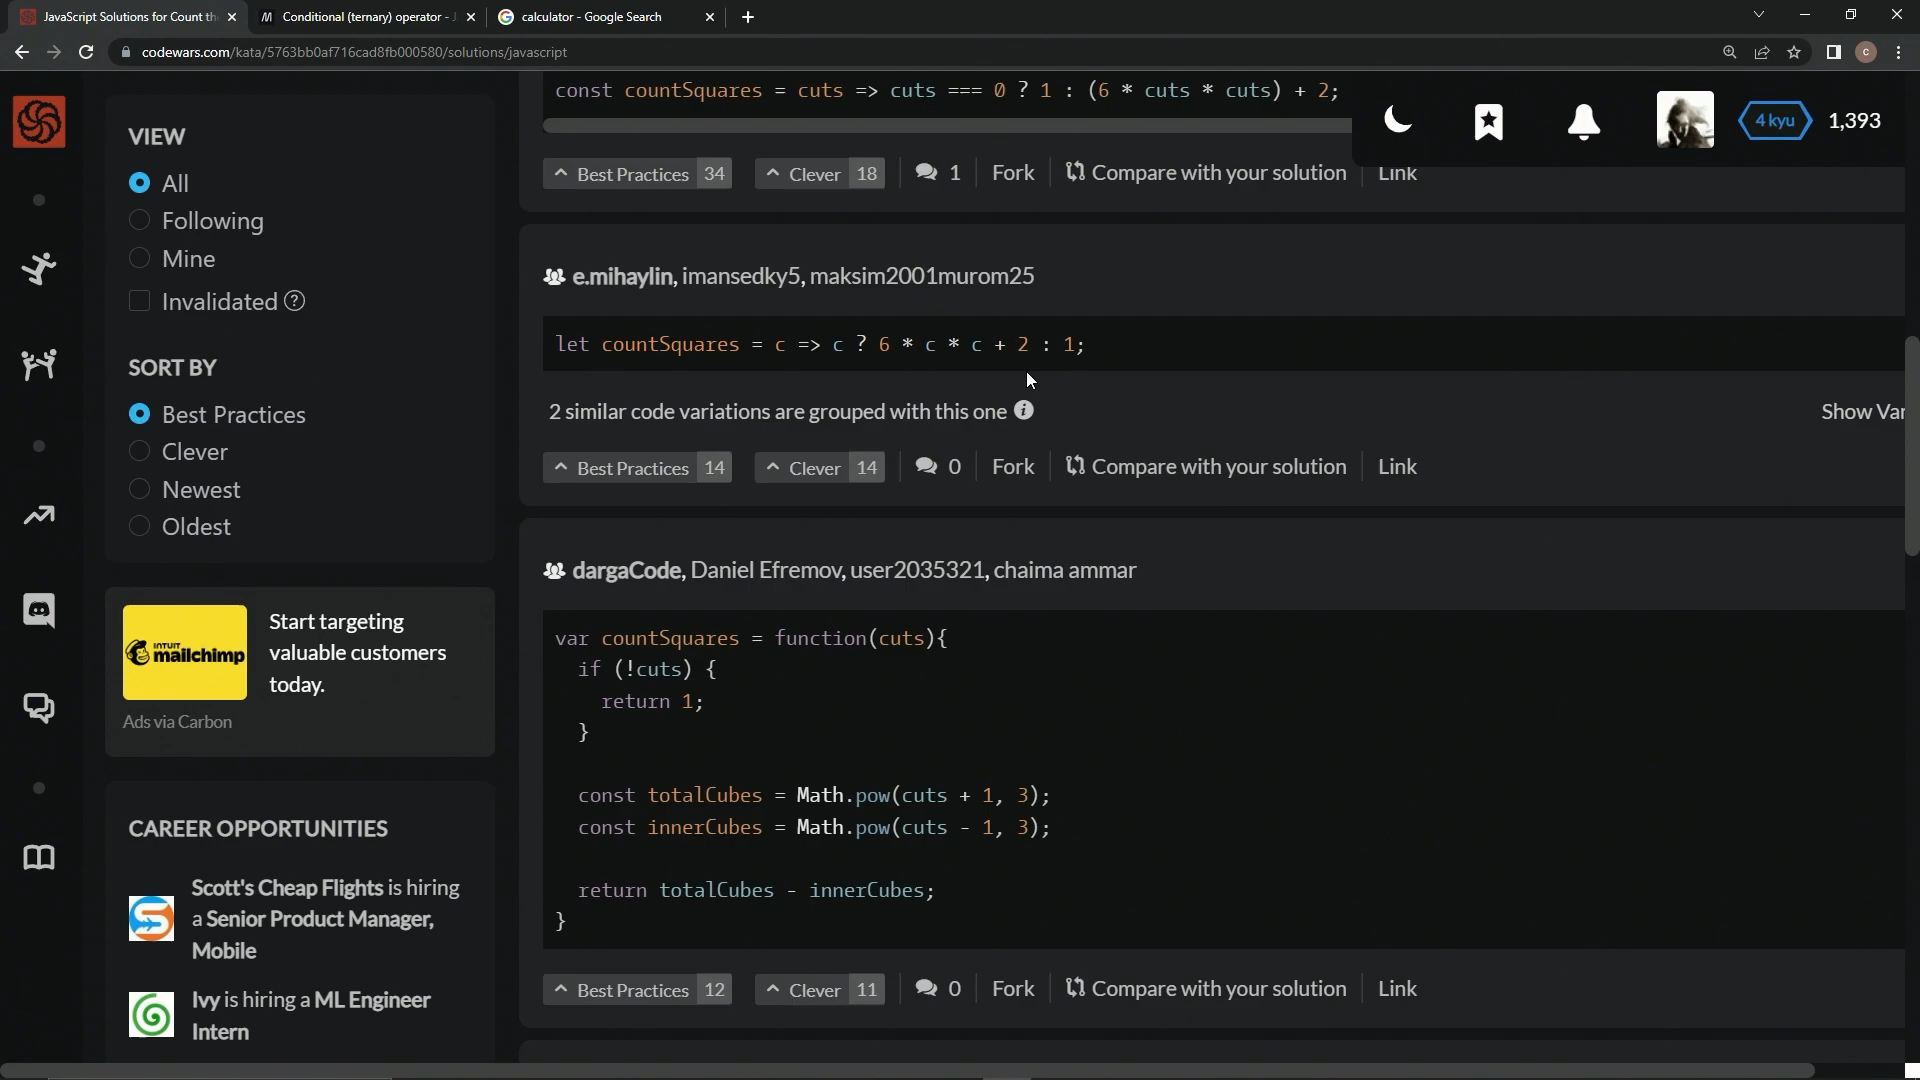 JavaScript Solutions for Count th
Conditional (ternary) operator - J
calculator - Google Search
codewars.com/kata/5763bb0af716cad8fb000580/solutions/javascript
c
VIEW
All
Following
Mine
Invalidated ?
SORT BY
Best Practices
Clever
Newest
Oldest
INTUIT
mailchimp
Start targeting
valuable customers
today.
Ads via Carbon
CAREER OPPORTUNITIES
Scott's Cheap Flights is hiring
a Senior Product Manager,
Mobile
Ivy is hiring a ML Engineer
Intern
4 kyu 1,393
const countSquares = cuts => cuts === 0 ? 1 : (6 * cuts * cuts) + 2;
Best Practices 34 Clever 18 1 Fork Compare with your solution Link
e.mihaylin, imansedky5, maksim2001murom25
let countSquares = c => c ? 6 * c * c + 2 : 1;
2 similar code variations are grouped with this one i Show Var
Best Practices 14 Clever 14 0 Fork Compare with your solution Link
dargaCode, Daniel Efremov, user2035321, chaima ammar
var countSquares = function(cuts){
if (!cuts) {
return 1;
}
const totalCubes = Math.pow(cuts + 1, 3);
const innerCubes = Math.pow(cuts - 1, 3);
return totalCubes - innerCubes;
}
Best Practices 12 Clever 11 0 Fork Compare with your solution Link